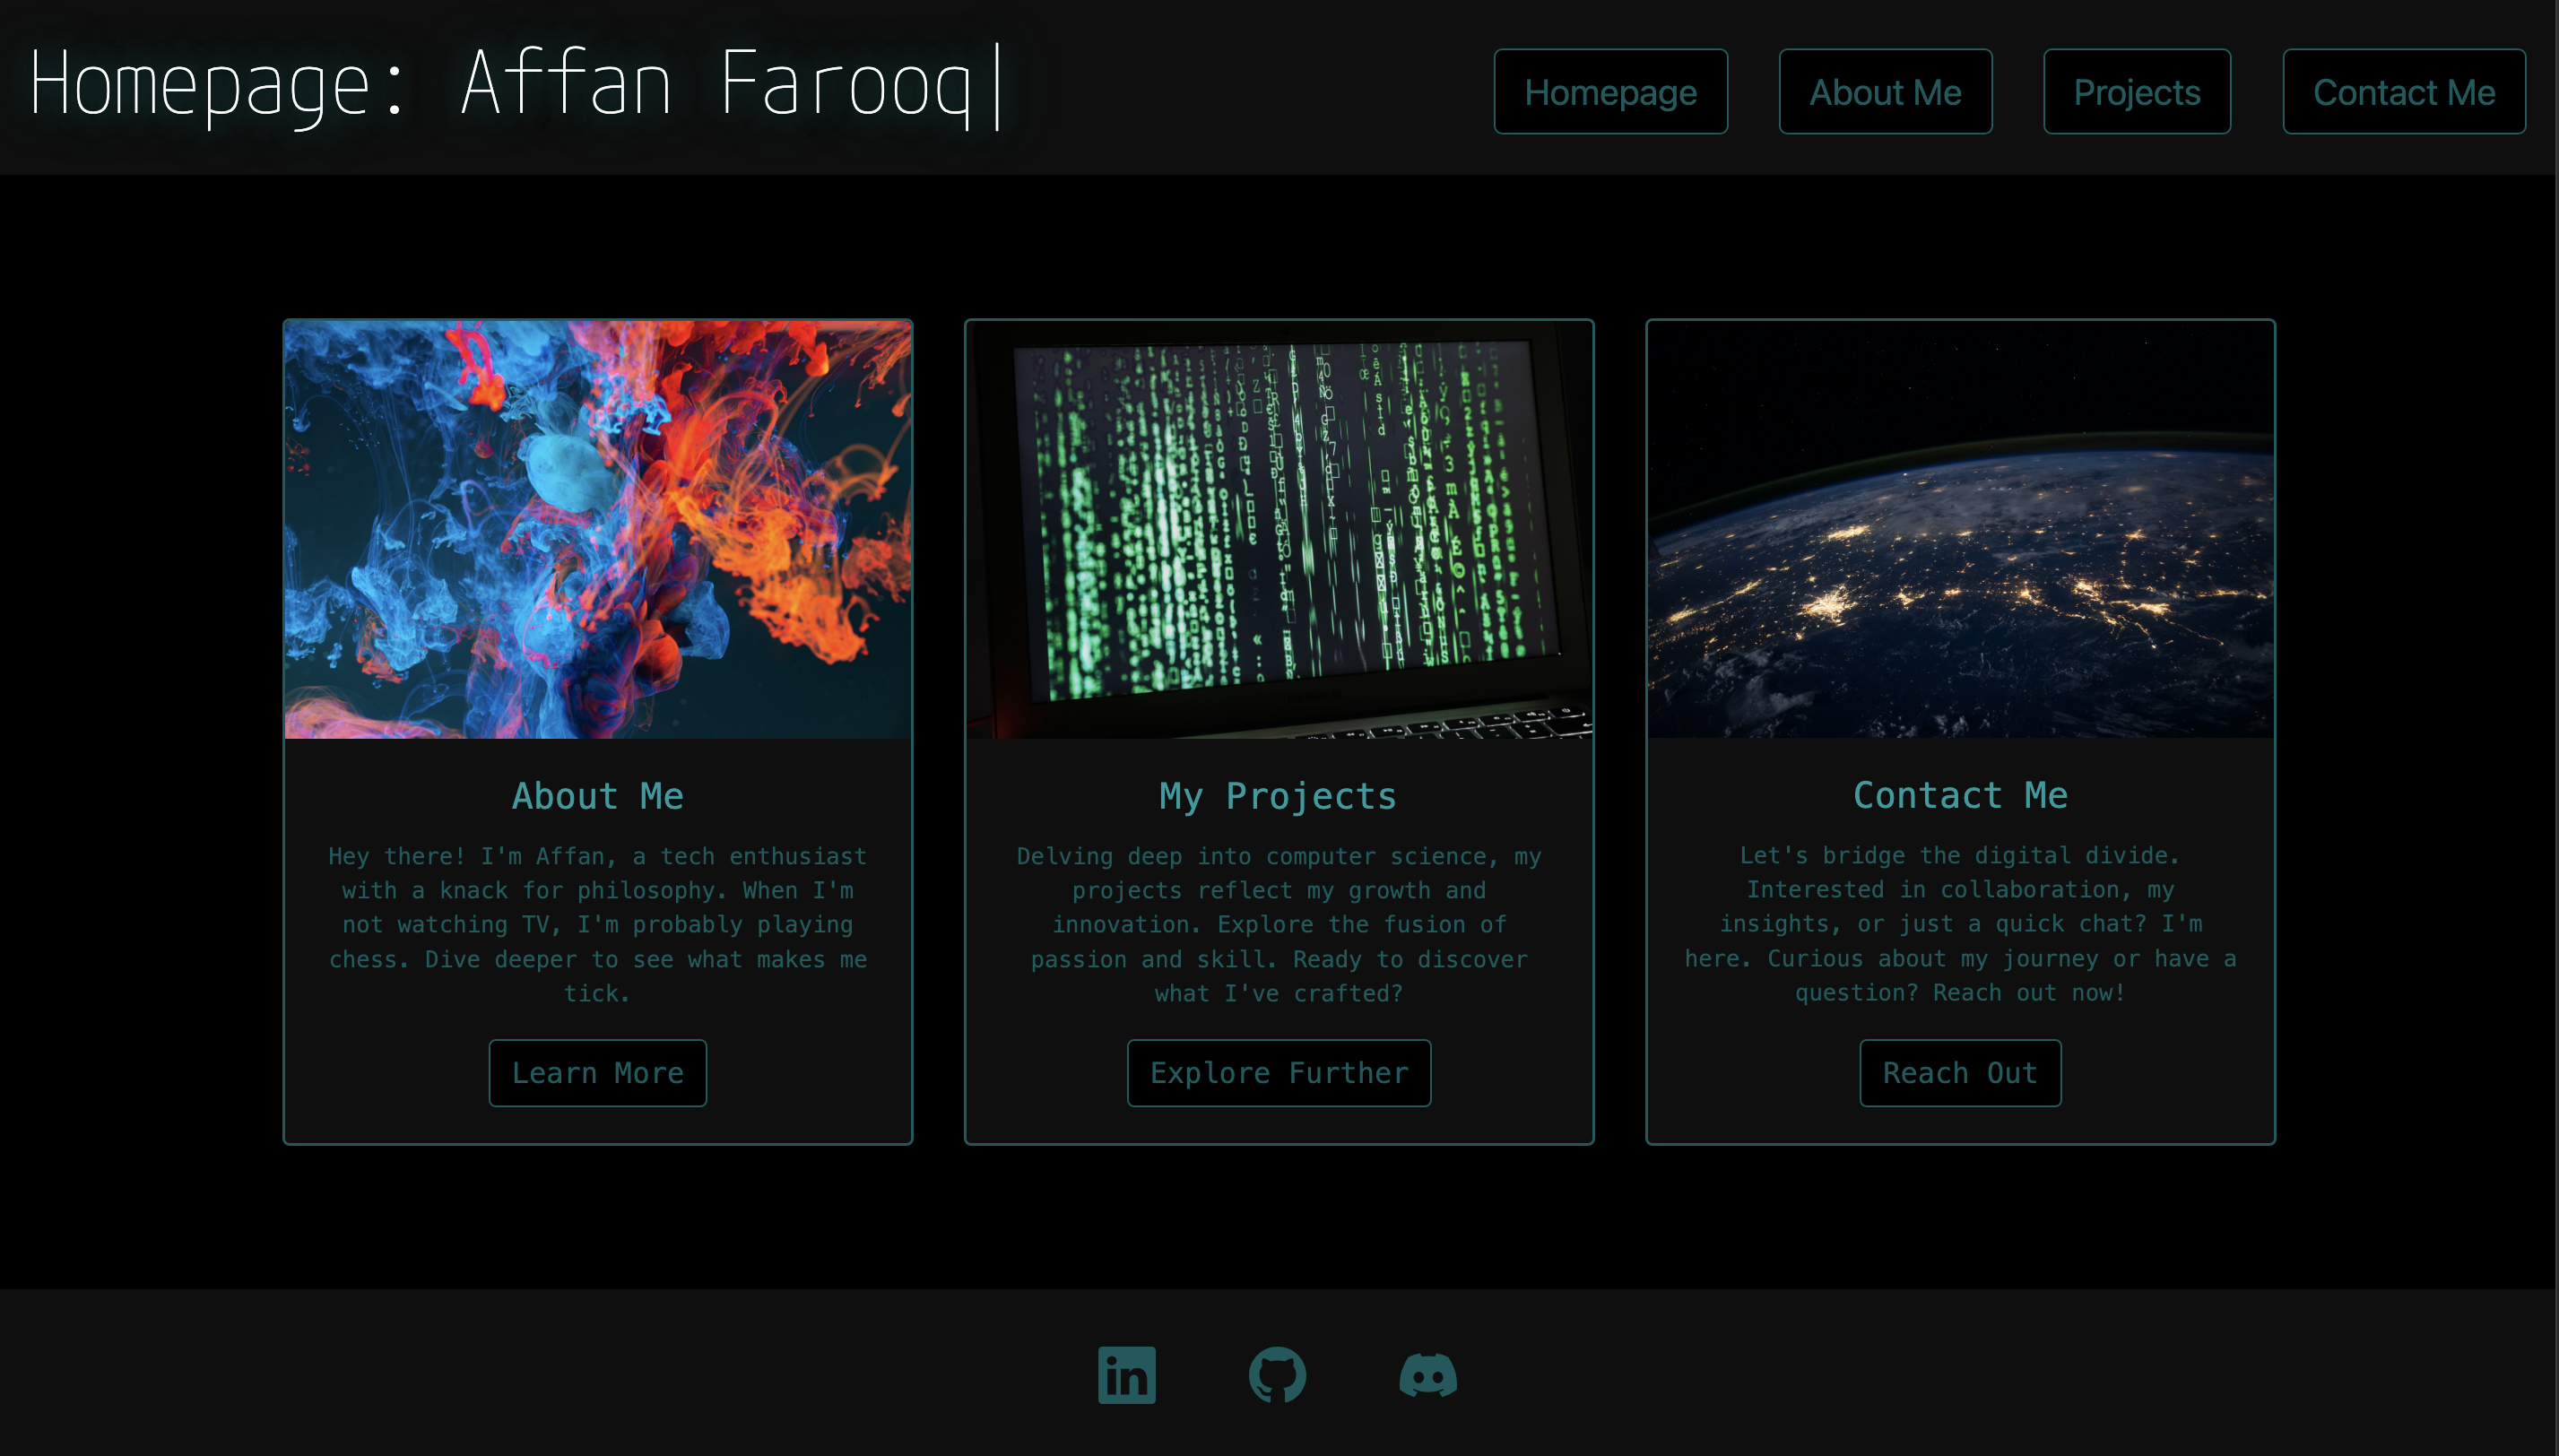 Homepage: Affan Farooq|
Homepage
About Me
Projects
Contact Me
About Me
Hey there! I'm Affan, a tech enthusiast
with a knack for philosophy. When I'm
not watching TV, I'm probably playing
chess. Dive deeper to see what makes me
tick.
Learn More
My Projects
Delving deep into computer science, my
projects reflect my growth and
innovation. Explore the fusion of
passion and skill. Ready to discover
what I've crafted?
Explore Further
Contact Me
Let's bridge the digital divide.
Interested in collaboration, my
insights, or just a quick chat? I'm
here. Curious about my journey or have a
question? Reach out now!
Reach Out
in